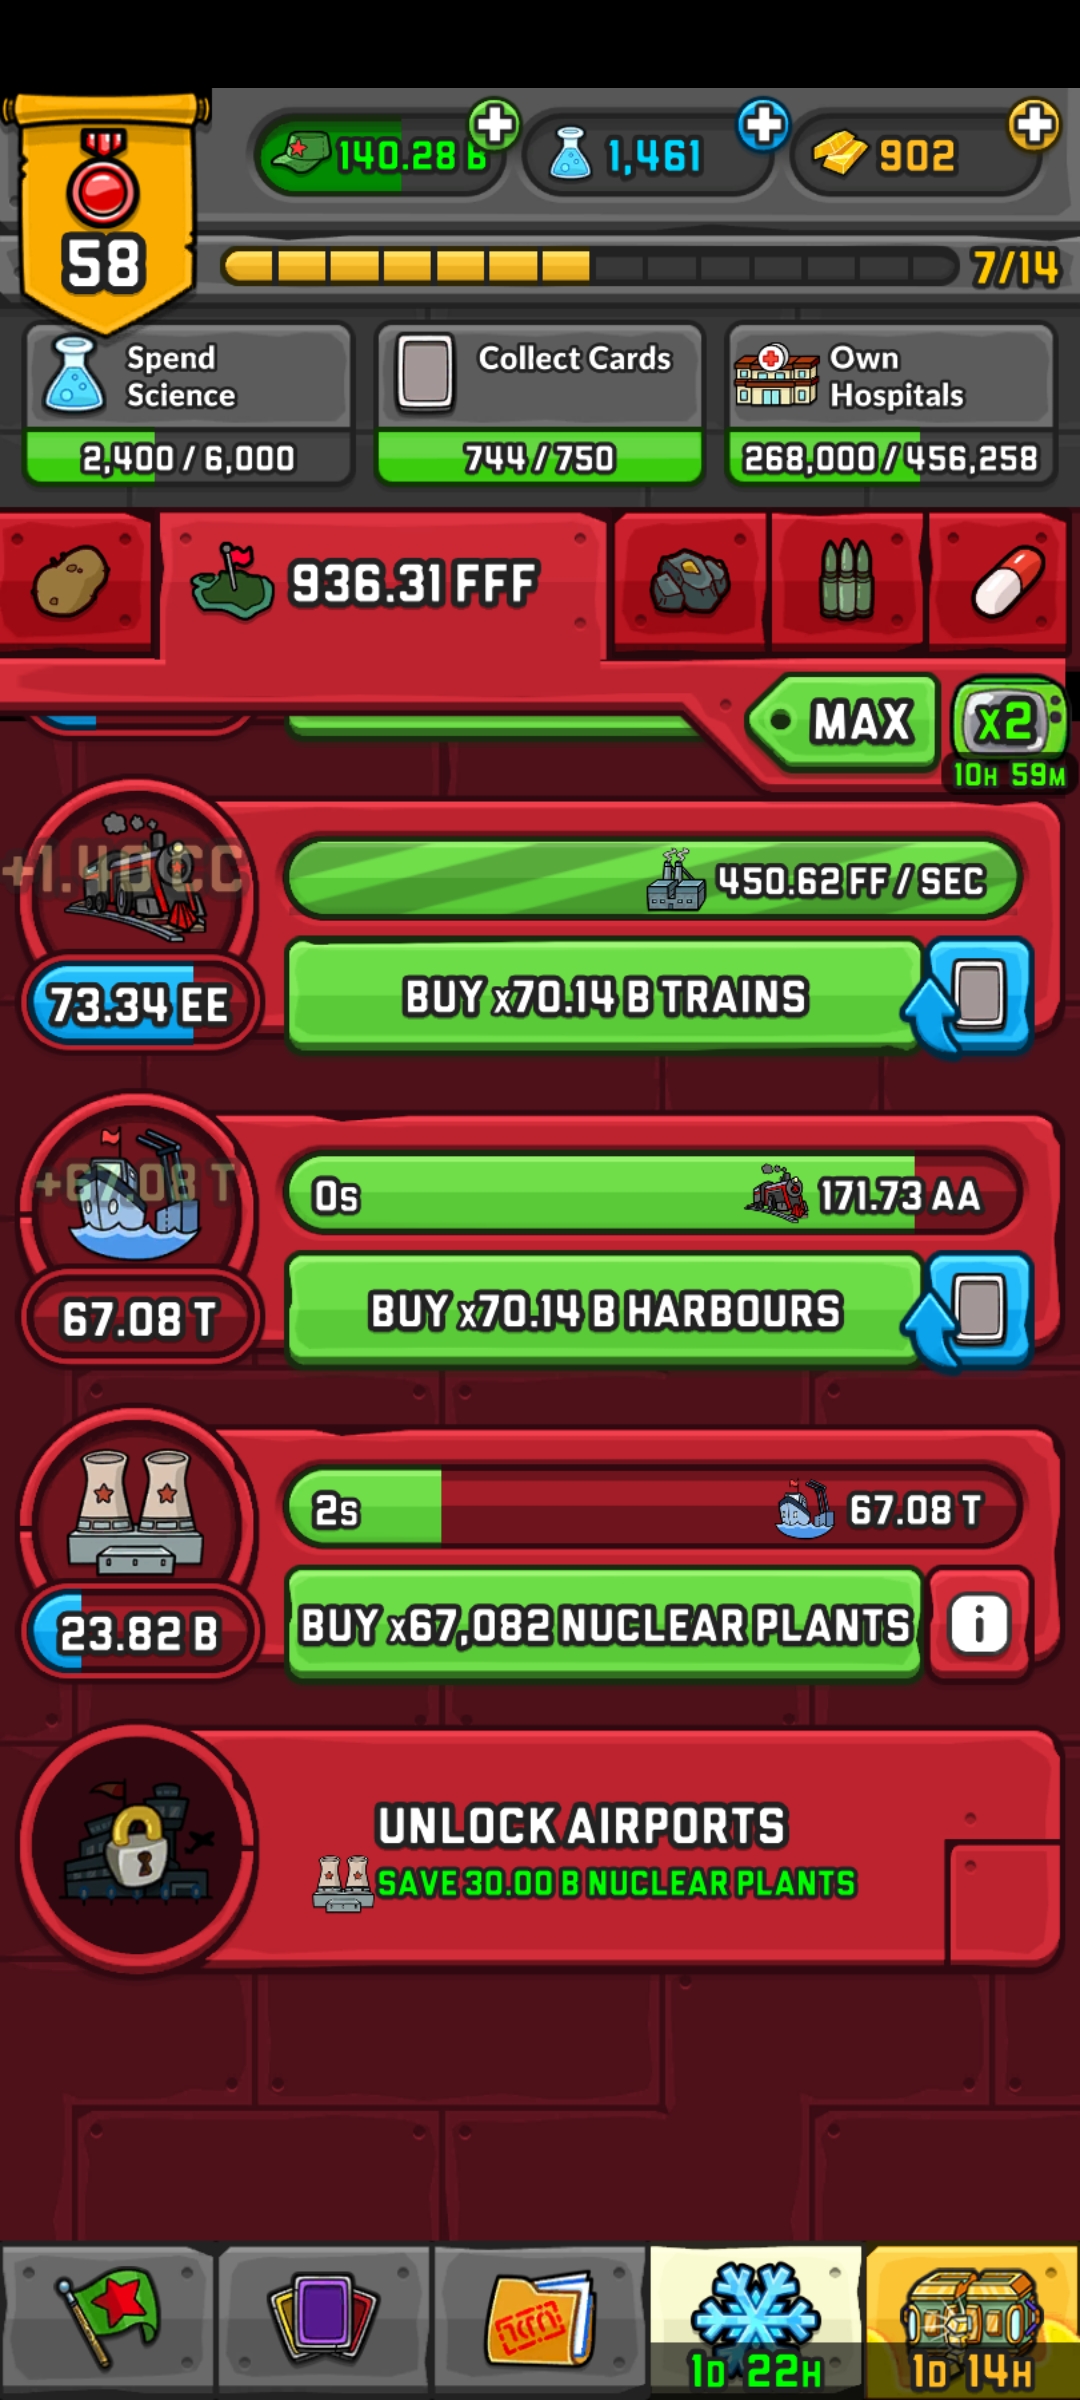 58
140.28 B
1,461
902
7/14
Spend
Science
2,400 / 6,000
Collect Cards
744 / 750
Own
Hospitals
268,000 / 456,258
936.31 FFF
MAX
x2
10H 59M
+1.40 CC
450.62 FF / SEC
73.34 EE
BUY x70.14 B TRAINS
+67.08 T
0s
171.73 AA
67.08 T
BUY x70.14 B HARBOURS
2s
67.08 T
23.82 B
BUY x67,082 NUCLEAR PLANTS
i
UNLOCK AIRPORTS
SAVE 30.00 B NUCLEAR PLANTS
1D 22H
1D 14H